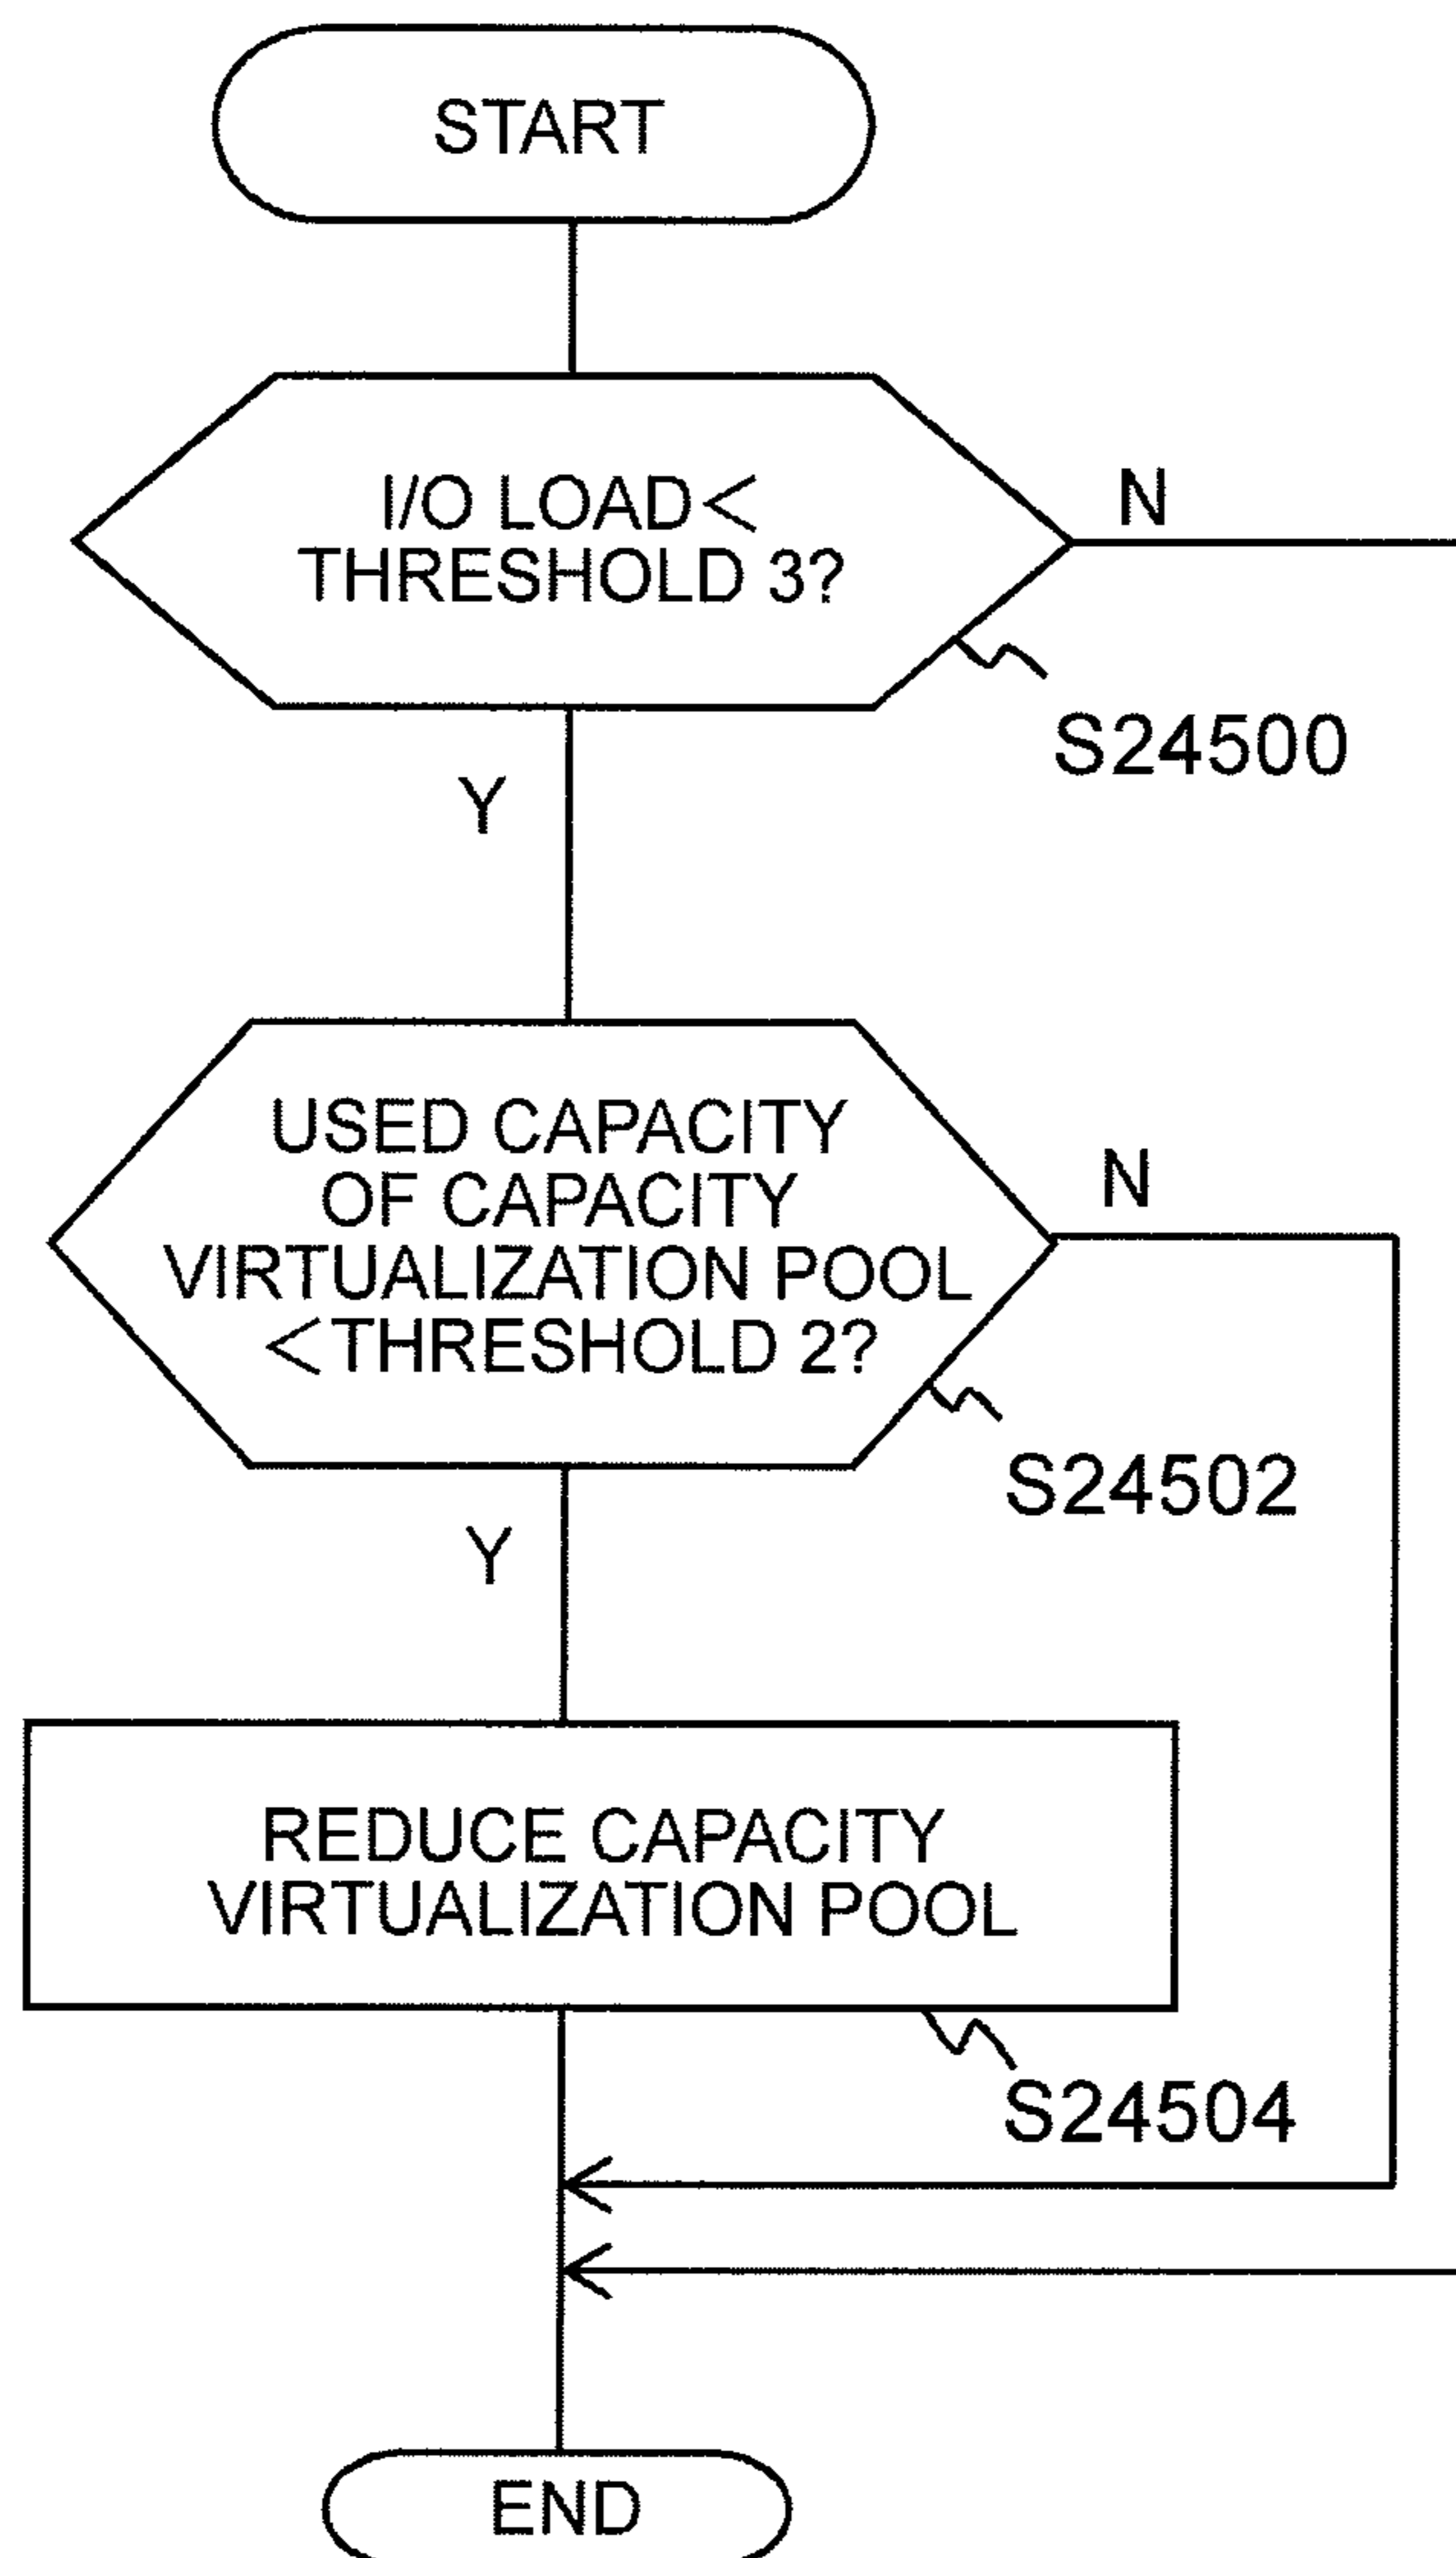 START
I/O LOAD<
THRESHOLD 3?
N
S24500
Y
USED CAPACITY
OF CAPACITY
VIRTUALIZATION POOL
<THRESHOLD 2?
N
S24502
Y
REDUCE CAPACITY
VIRTUALIZATION POOL
S24504
END